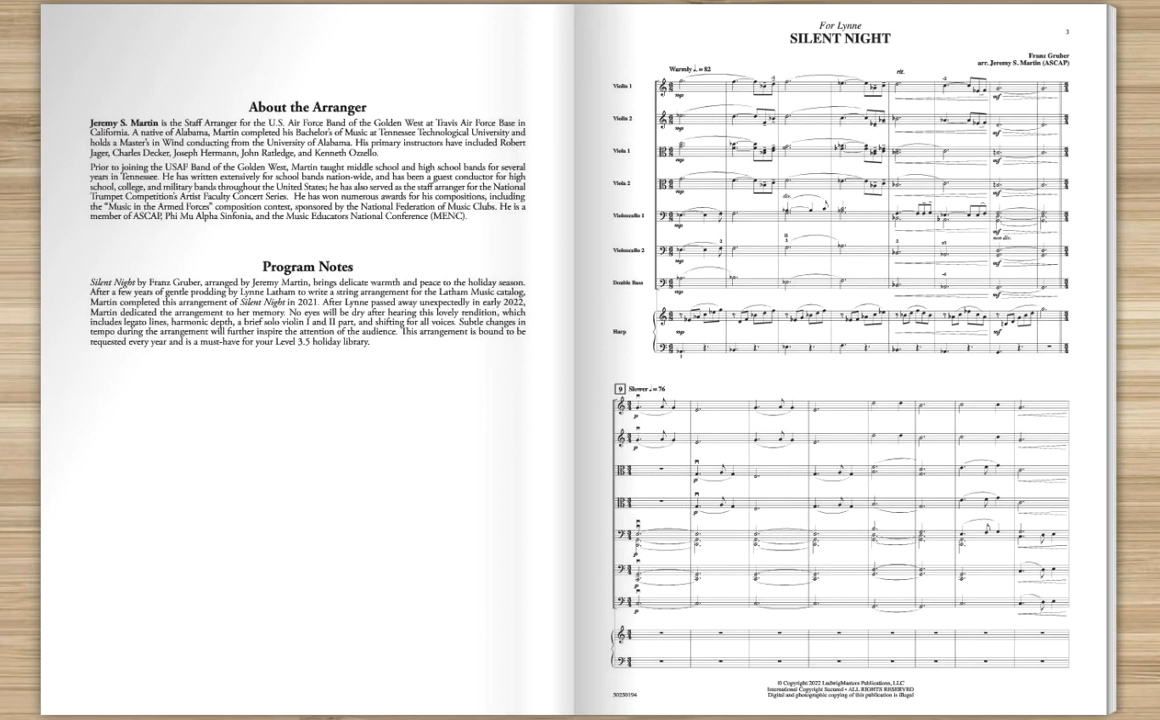 About the Arranger
Jeremy S. Martin is the Staff Arranger for the U.S. Air Force Band of the Golden West at Travis Air Force Base in
California. A native of Alabama, Martin completed his Bachelor's of Music at Tennessee Technological University and
holds a Master's in Wind conducting from the University of Alabama. His primary instructors have included Robert
Jager, Charles Decker, Joseph Hermann, John Ratledge, and Kenneth Ozzello.
Prior to joining the USAF Band of the Golden West, Martin taught middle school and high school bands for several
years in Tennessee. He has written extensively for school bands nation-wide, and has been a guest conductor for high
school, college, and military bands throughout the United States; he has also served as the staff arranger for the National
Trumpet Competition's Artist Faculty Concert Series. He has won numerous awards for his compositions, including
the "Music in the Armed Forces" composition contest, sponsored by the National Federation of Music Clubs. He is a
member of ASCAP, Phi Mu Alpha Sinfonia, and the Music Educators National Conference (MENC).
Program Notes
Silent Night by Franz Gruber, arranged by Jeremy Martin, brings delicate warmth and peace to the holiday season.
After a few years of gentle prodding by Lynne Latham to write a string arrangement for the Latham Music catalog,
Martin completed this arrangement of Silent Night in 2021. After Lynne passed away unexpectedly in early 2022,
Martin dedicated the arrangement to her memory. No eyes will be dry after hearing this lovely rendition, which
includes legato lines, harmonic depth, a brief solo violin I and II part, and shifting for all voices. Subtle changes in
tempo during the arrangement will further inspire the attention of the audience. This arrangement is bound to be
requested every year and is a must-have for your Level 3.5 holiday library.
For Lynne
SILENT NIGHT
3
Franz Gruber
arr. Jeremy S. Martin (ASCAP)
Warmly ♩. = 82
rit.
Violin 1
mp
mf
Violin 2
mp
mf
Viola 1
mp
mf
Viola 2
mp
mf
div.
Violoncello 1
mp
mf
non div.
Violoncello 2
mp
mf
Double Bass
mp
mf
Harp
mp
mf
9 Slower ♩ = 76
p
p
p
p
p
p
p
© Copyright 2022 LudwigMasters Publications, LLC
International Copyright Secured • ALL RIGHTS RESERVED
Digital and photographic copying of this publication is illegal
50250194